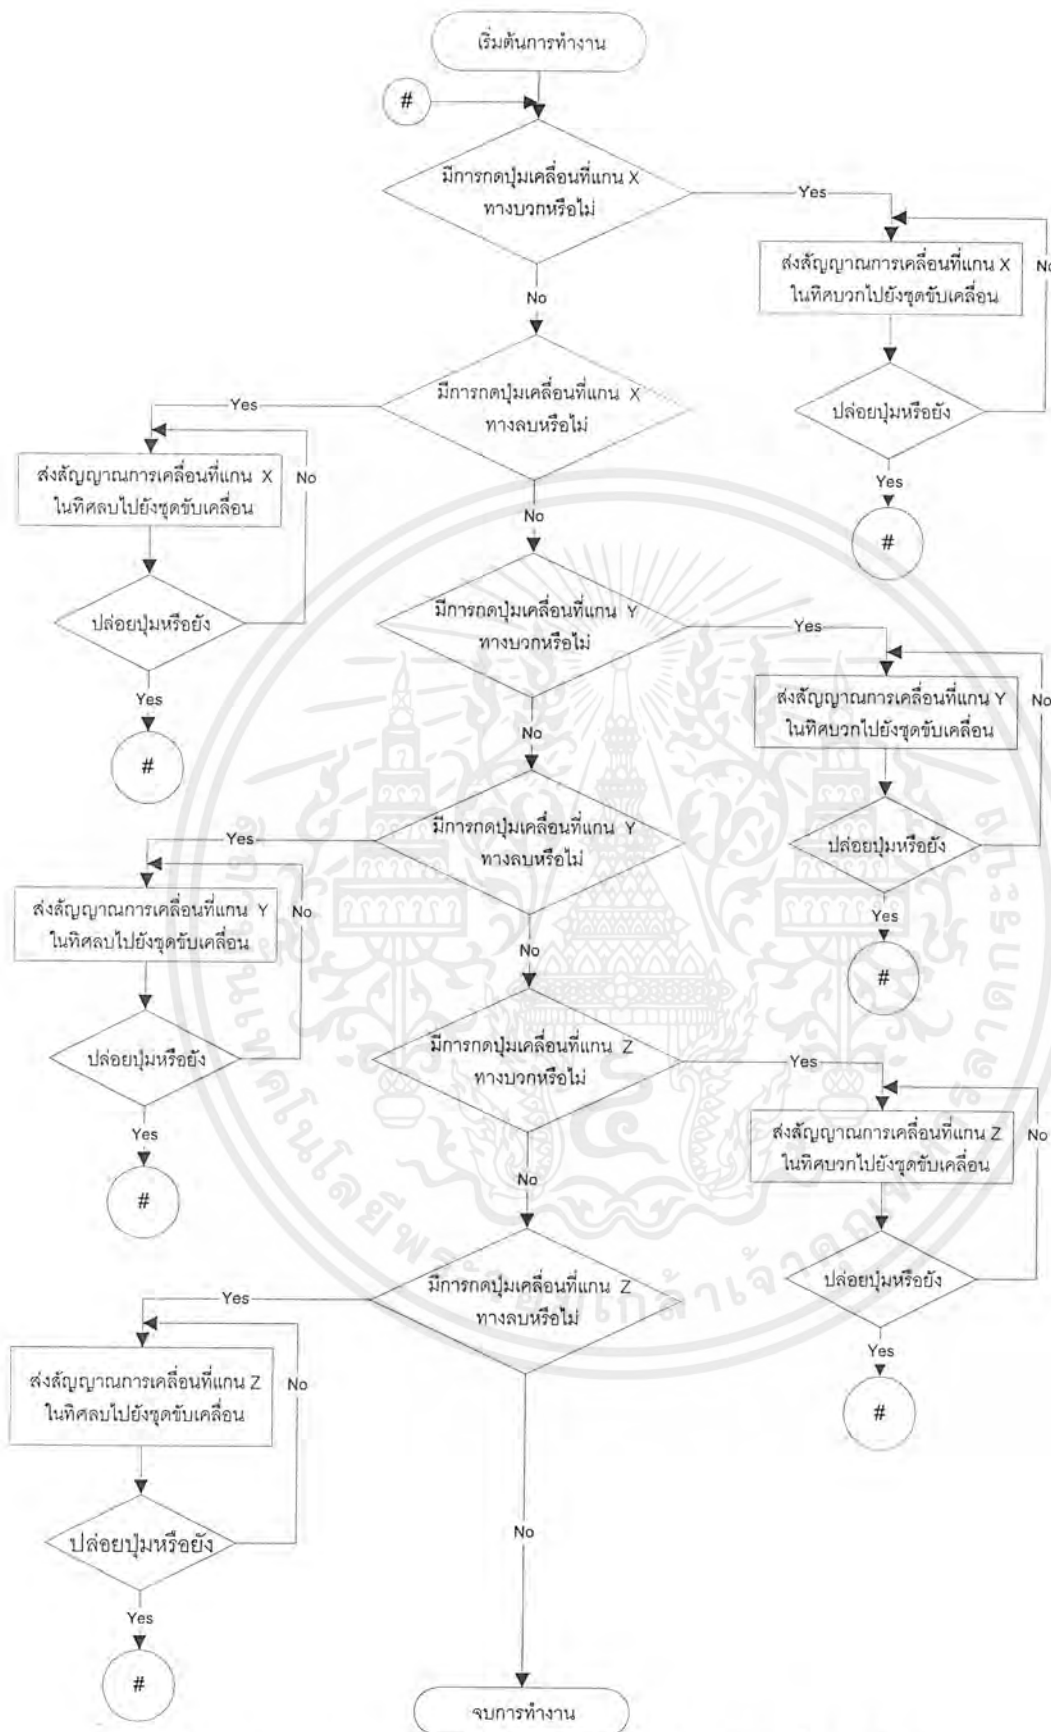 เริ่มต้นการทำงาน
#
มีการกดปุ่มเคลื่อนที่แกน X
ทางบวกหรือไม่
Yes
ส่งสัญญาณการเคลื่อนที่แกน X
ในทิศบวกไปยังชุดขับเคลื่อน
No
No
ปล่อยปุ่มหรือยัง
Yes
#
มีการกดปุ่มเคลื่อนที่แกน X
ทางลบหรือไม่
Yes
ส่งสัญญาณการเคลื่อนที่แกน X
ในทิศลบไปยังชุดขับเคลื่อน
No
No
ปล่อยปุ่มหรือยัง
Yes
#
มีการกดปุ่มเคลื่อนที่แกน Y
ทางบวกหรือไม่
Yes
ส่งสัญญาณการเคลื่อนที่แกน Y
ในทิศบวกไปยังชุดขับเคลื่อน
No
No
ปล่อยปุ่มหรือยัง
Yes
#
มีการกดปุ่มเคลื่อนที่แกน Y
ทางลบหรือไม่
Yes
ส่งสัญญาณการเคลื่อนที่แกน Y
ในทิศลบไปยังชุดขับเคลื่อน
No
No
ปล่อยปุ่มหรือยัง
Yes
#
มีการกดปุ่มเคลื่อนที่แกน Z
ทางบวกหรือไม่
Yes
ส่งสัญญาณการเคลื่อนที่แกน Z
ในทิศบวกไปยังชุดขับเคลื่อน
No
No
ปล่อยปุ่มหรือยัง
Yes
#
มีการกดปุ่มเคลื่อนที่แกน Z
ทางลบหรือไม่
Yes
ส่งสัญญาณการเคลื่อนที่แกน Z
ในทิศลบไปยังชุดขับเคลื่อน
No
ปล่อยปุ่มหรือยัง
Yes
#
No
จบการทำงาน